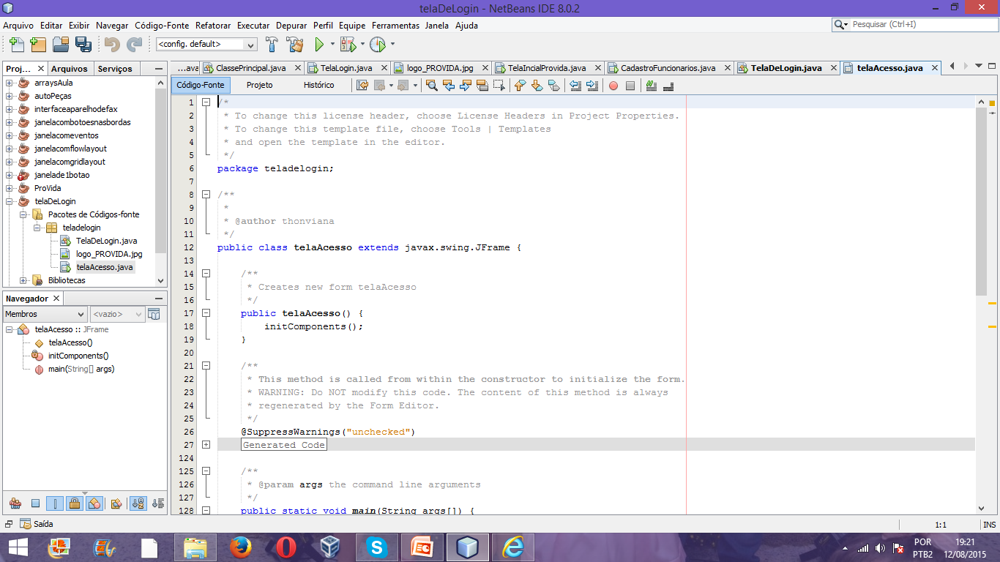 telaDeLogin - NetBeans IDE 8.0.2
Arquivo Editar Exibir Navegar Código-Fonte Refatorar Executar Depurar Perfil Equipe Ferramentas Janela Ajuda
Pesquisar (Ctrl+I)
<config. default>
Proj... Arquivos Serviços
arraysAula
autoPeças
interfaceaparelhodefax
janelacombotoesnasbordas
janelacomeventos
janelacomflowlayout
janelacomgridlayout
janelade1botao
ProVida
telaDeLogin
Pacotes de Códigos-fonte
teladelogin
TelaDeLogin.java
logo_PROVIDA.jpg
telaAcesso.java
Bibliotecas
Navegador
Membros <vazio>
telaAcesso :: JFrame
telaAcesso()
initComponents()
main(String[] args)
...ava ClassePrincipal.java TelaLogin.java logo_PROVIDA.jpg TelaIncialProvida.java CadastroFuncionarios.java TelaDeLogin.java telaAcesso.java
Código-Fonte Projeto Histórico
1 /*
2 * To change this license header, choose License Headers in Project Properties.
3 * To change this template file, choose Tools | Templates
4 * and open the template in the editor.
5 */
6 package teladelogin;
7
8 /**
9 *
10 * @author thonviana
11 */
12 public class telaAcesso extends javax.swing.JFrame {
13
14 /**
15 * Creates new form telaAcesso
16 */
17 public telaAcesso() {
18 initComponents();
19 }
20
21 /**
22 * This method is called from within the constructor to initialize the form.
23 * WARNING: Do NOT modify this code. The content of this method is always
24 * regenerated by the Form Editor.
25 */
26 @SuppressWarnings("unchecked")
27 Generated Code
124
125 /**
126 * @param args the command line arguments
127 */
128 public static void main(String args[]) {
Saída
1:1 INS
POR 19:21
PTB2 12/08/2015